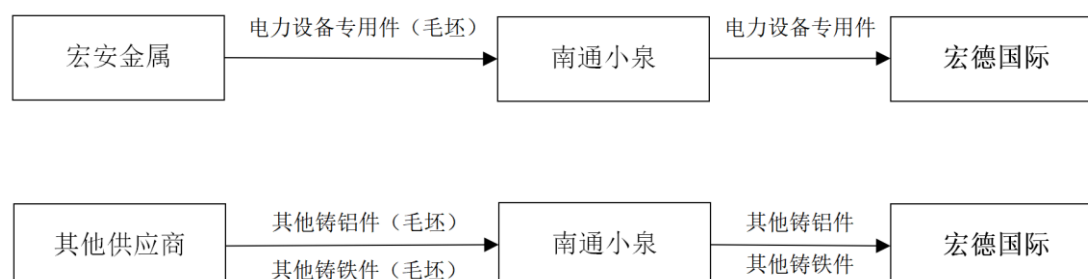 电力设备专用件（毛坯）
电力设备专用件
宏安金属
南通小泉
宏德国际
其他铸铝件（毛坯）
其他铸铝件
其他供应商
南通小泉
宏德国际
其他铸铁件（毛坯）
其他铸铁件